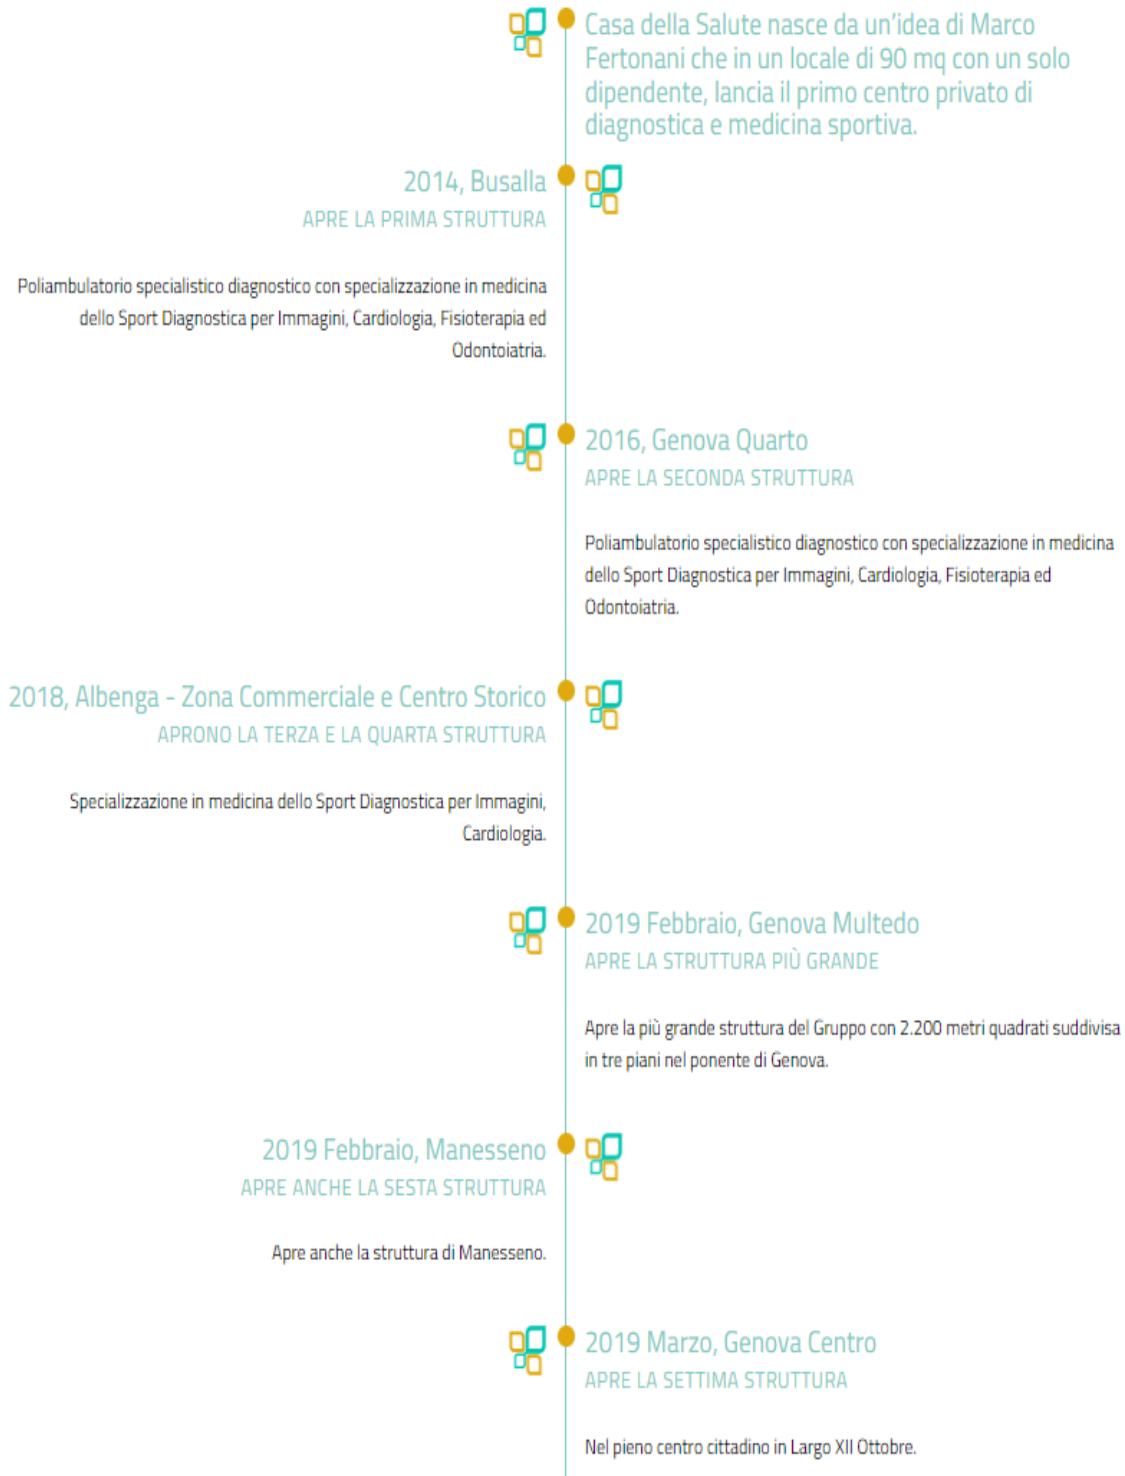 Casa della Salute nasce da un'idea di Marco
Fertonani che in un locale di 90 mq con un solo
dipendente, lancia il primo centro privato di
diagnostica e medicina sportiva.
2014, Busalla
APRE LA PRIMA STRUTTURA
Poliambulatorio specialistico diagnostico con specializzazione in medicina
dello Sport Diagnostica per Immagini, Cardiologia, Fisioterapia ed
Odontoiatria.
2016, Genova Quarto
APRE LA SECONDA STRUTTURA
Poliambulatorio specialistico diagnostico con specializzazione in medicina
dello Sport Diagnostica per Immagini, Cardiologia, Fisioterapia ed
Odontoiatria.
2018, Albenga - Zona Commerciale e Centro Storico
APRONO LA TERZA E LA QUARTA STRUTTURA
Specializzazione in medicina dello Sport Diagnostica per Immagini,
Cardiologia.
2019 Febbraio, Genova Multedo
APRE LA STRUTTURA PIÙ GRANDE
Apre la più grande struttura del Gruppo con 2.200 metri quadrati suddivisa
in tre piani nel ponente di Genova.
2019 Febbraio, Manesseno
APRE ANCHE LA SESTA STRUTTURA
Apre anche la struttura di Manesseno.
2019 Marzo, Genova Centro
APRE LA SETTIMA STRUTTURA
Nel pieno centro cittadino in Largo XII Ottobre.